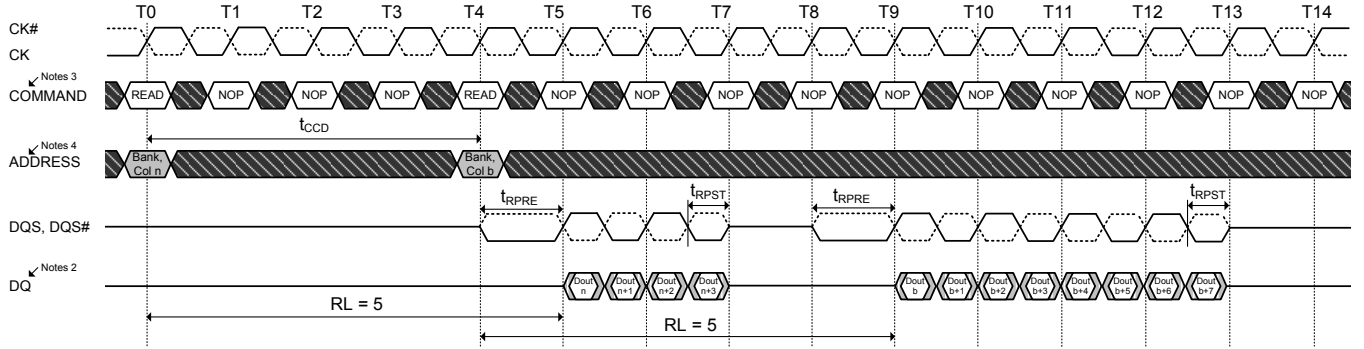 T0 T1 T2 T3 T4 T5 T6 T7 T8 T9 T10 T11 T12 T13 T14
CK#
CK
Notes 3
COMMAND READ NOP NOP NOP READ NOP NOP NOP NOP NOP NOP NOP NOP NOP NOP
tCCD
Notes 4
ADDRESS
Bank,
Col n
Bank,
Col b
tRPRE tRPST tRPRE tRPST
DQS, DQS#
Notes 2
DQ
Dout
n
Dout
n+1
Dout
n+2
Dout
n+3
Dout
b
Dout
b+1
Dout
b+2
Dout
b+3
Dout
b+4
Dout
b+5
Dout
b+6
Dout
b+7
RL = 5
RL = 5